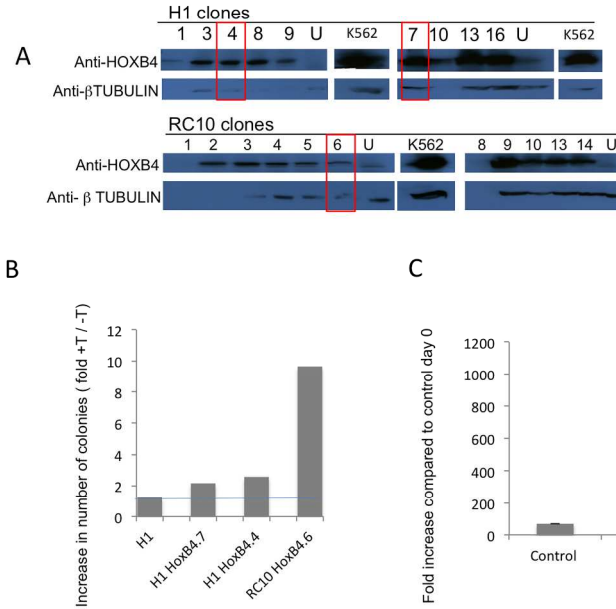 H1 clones
A
1 3 4 8 9 U K562 7 10 13 16 U K562
Anti-HOXB4
Anti-βTUBULIN
RC10 clones
1 2 3 4 5 6 U K562 8 9 10 13 14 U
Anti-HOXB4
Anti- β TUBULIN
B
C
Increase in number of colonies ( fold +T / -T)
12
10
8
6
4
2
0
H1
H1 HoxB4.7
H1 HoxB4.4
RC10 HoxB4.6
Fold increase compared to control day 0
1200
1000
800
600
400
200
0
Control